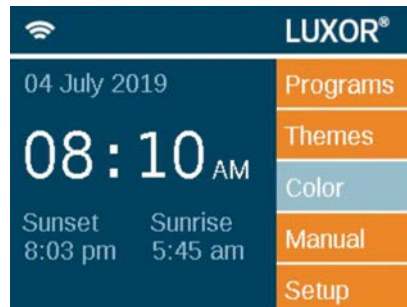 LUXOR®
04 July 2019
08:10 AM
Sunset Sunrise
8:03 pm 5:45 am
Programs
Themes
Color
Manual
Setup